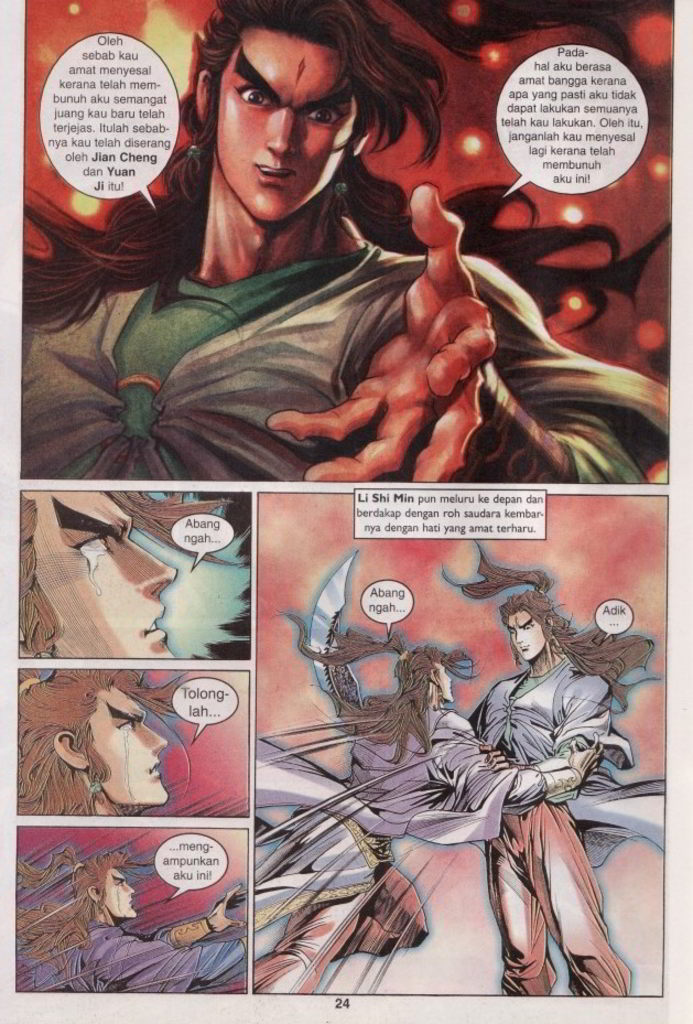 Oleh
sebab kau
amat menyesal
kerana telah mem-
bunuh aku semangat
juang kau baru telah
terjejas. Itulah sebab-
nya kau telah diserang
oleh Jian Cheng
dan Yuan
Ji itu!
Pada-
hal aku berasa
amat bangga kerana
apa yang pasti aku tidak
dapat lakukan semuanya
telah kau lakukan. Oleh itu,
janganlah kau menyesal
lagi kerana telah
membunuh
aku ini!
Abang
ngah...
Tolong-
lah...
...meng-
ampunkan
aku ini!
Li Shi Min pun meluru ke depan dan
berdakap dengan roh saudara kembar-
nya dengan hati yang amat terharu.
Abang
ngah...
Adik
...
24